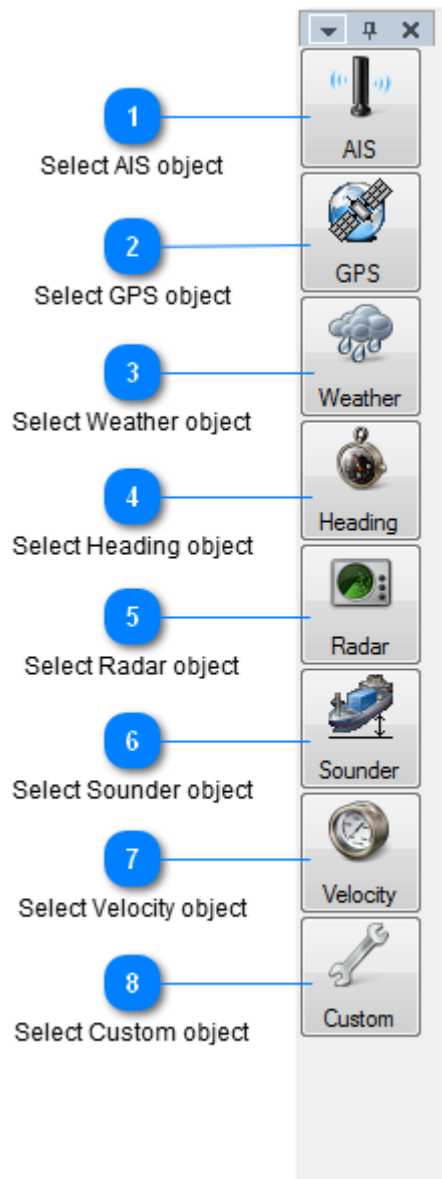 1
AIS
Select AIS object
2
GPS
Select GPS object
3
Weather
Select Weather object
4
Heading
Select Heading object
5
Radar
Select Radar object
6
Sounder
Select Sounder object
7
Velocity
Select Velocity object
8
Custom
Select Custom object